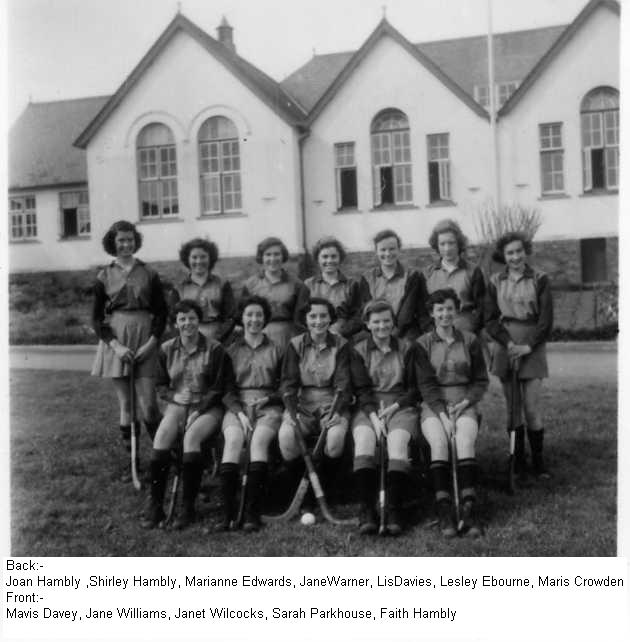 Back:-
Joan Hambly ,Shirley Hambly, Marianne Edwards, JaneWarner, LisDavies, Lesley Ebourne, Maris Crowden
Front:-
Mavis Davey, Jane Williams, Janet Wilcocks, Sarah Parkhouse, Faith Hambly